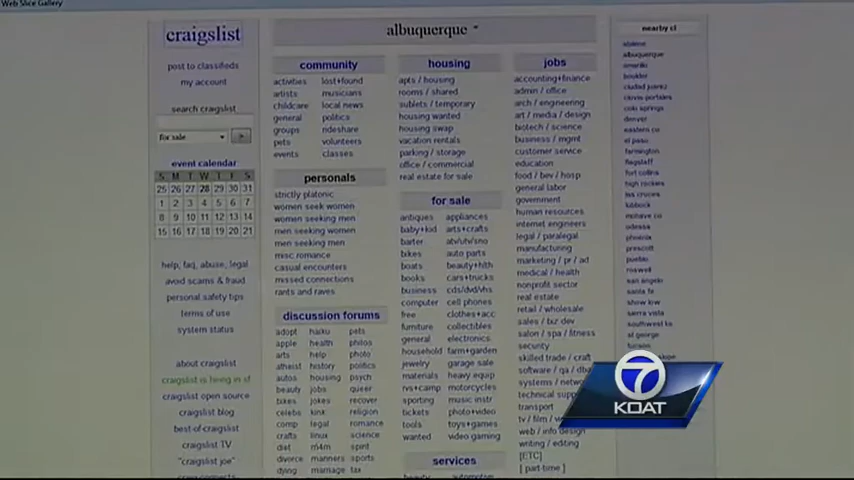 Web Slice Gallery
craigslist
post to classifieds
my account
search craigslist
for sale
>
event calendar
S M T W T F S
25 26 27 28 29 30 31
1 2 3 4 5 6 7
8 9 10 11 12 13 14
15 16 17 18 19 20 21
help, faq, abuse, legal
avoid scams & fraud
personal safety tips
terms of use
system status
about craigslist
craigslist is hiring in sf
craigslist open source
craigslist blog
best-of-craigslist
craigslist TV
"craigslist joe"
craig connects
albuquerque
community
activities lost+found
artists musicians
childcare local news
general politics
groups rideshare
pets volunteers
events classes
personals
strictly platonic
women seek women
women seeking men
men seeking women
men seeking men
misc romance
casual encounters
missed connections
rants and raves
discussion forums
adopt haiku pets
apple health philos
arts help photo
atheist history politics
autos housing psych
beauty jobs queer
bikes jokes recover
celebs kink religion
comp legal romance
crafts linux science
diet m4m spirit
divorce manners sports
dying marriage tax
housing
apts / housing
rooms / shared
sublets / temporary
housing wanted
housing swap
vacation rentals
parking / storage
office / commercial
real estate for sale
for sale
antiques appliances
baby+kid arts+crafts
barter atv/utv/sno
bikes auto parts
boats beauty+hlth
books cars+trucks
business cds/dvd/vhs
computer cell phones
free clothes+acc
furniture collectibles
general electronics
household farm+garden
jewelry garage sale
materials heavy equip
rvs+camp motorcycles
sporting music instr
tickets photo+video
tools toys+games
wanted video gaming
services
beauty automotive
jobs
accounting+finance
admin / office
arch / engineering
art / media / design
biotech / science
business / mgmt
customer service
education
food / bev / hosp
general labor
government
human resources
internet engineers
legal / paralegal
manufacturing
marketing / pr / ad
medical / health
nonprofit sector
real estate
retail / wholesale
sales / biz dev
salon / spa / fitness
security
skilled trade / craft
software / qa / dba
systems / netw
technical supp
transport
tv / film / v
web / info design
writing / editing
[ETC]
[ part-time ]
nearby cl
abilene
albuquerque
amarillo
boulder
ciudad juarez
clovis portales
colo springs
denver
eastern co
el paso
farmington
flagstaff
fort collins
high rockies
las cruces
lubbock
mohave co
odessa
phoenix
prescott
pueblo
roswell
san angelo
santa fe
show low
sierra vista
southwest ks
st george
tucson
7
KOAT